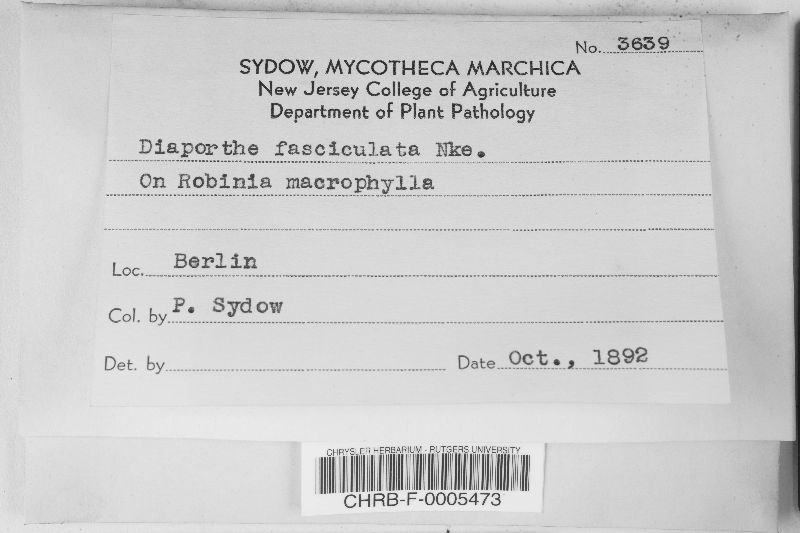 No. 3639
SYDOW, MYCOTHECA MARCHICA
New Jersey College of Agriculture
Department of Plant Pathology
Diaporthe fasciculata Nke.
On Robinia macrophylla
Loc. Berlin
Col. by P. Sydow
Det. by Date Oct., 1892
CHRYSLER HERBARIUM - RUTGERS UNIVERSITY
CHRB-F-0005473